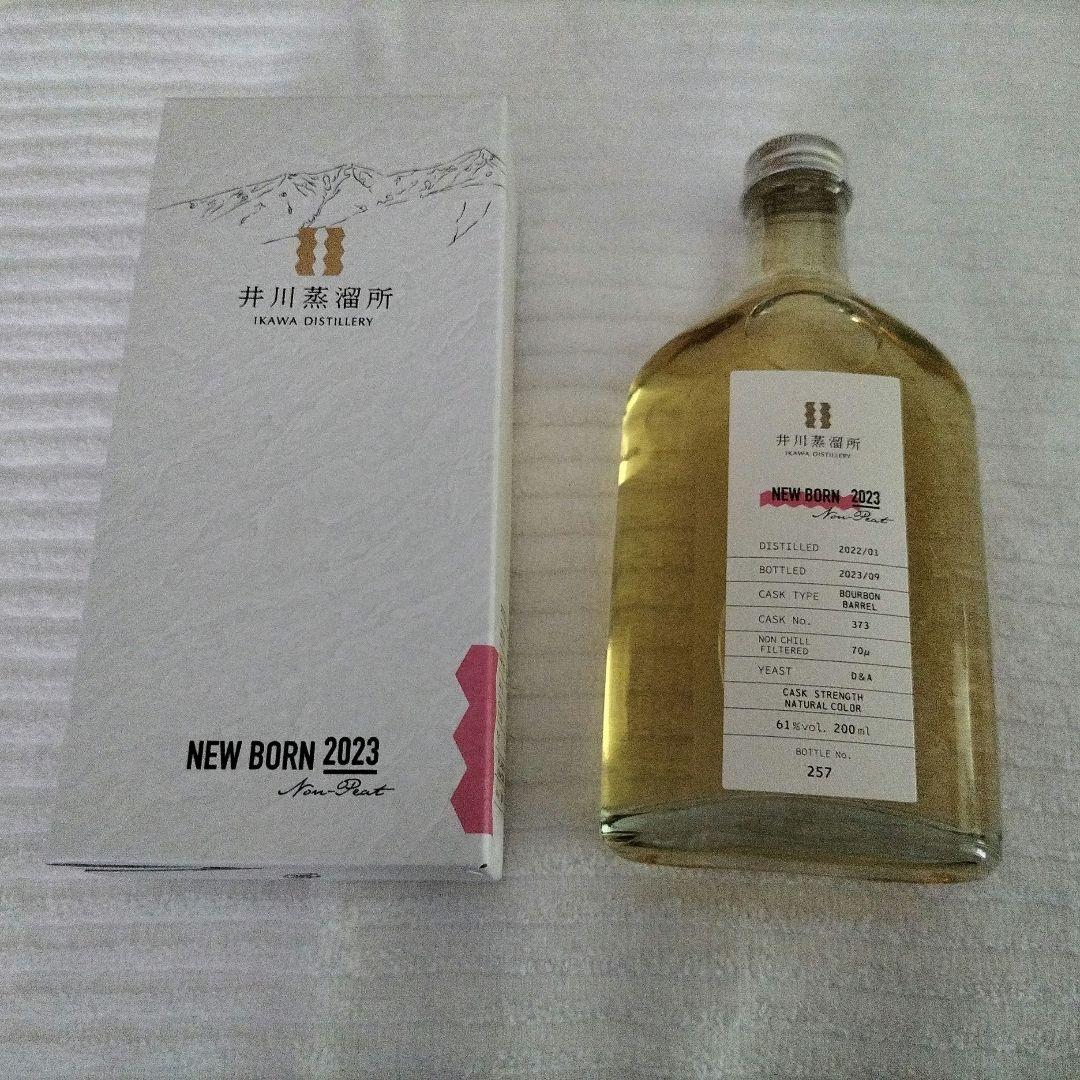 井川蒸溜所
IKAWA DISTILLERY
NEW BORN 2023
Non-Peat
井川蒸溜所
IKAWA DISTILLERY
NEW BORN 2023
Non-Peat
DISTILLED 2022/01
BOTTLED 2023/09
CASK TYPE BOURBON BARREL
CASK No. 373
NON CHILL FILTERED 70μ
YEAST D&A
CASK STRENGTH
NATURAL COLOR
61%vol. 200ml
BOTTLE No.
257